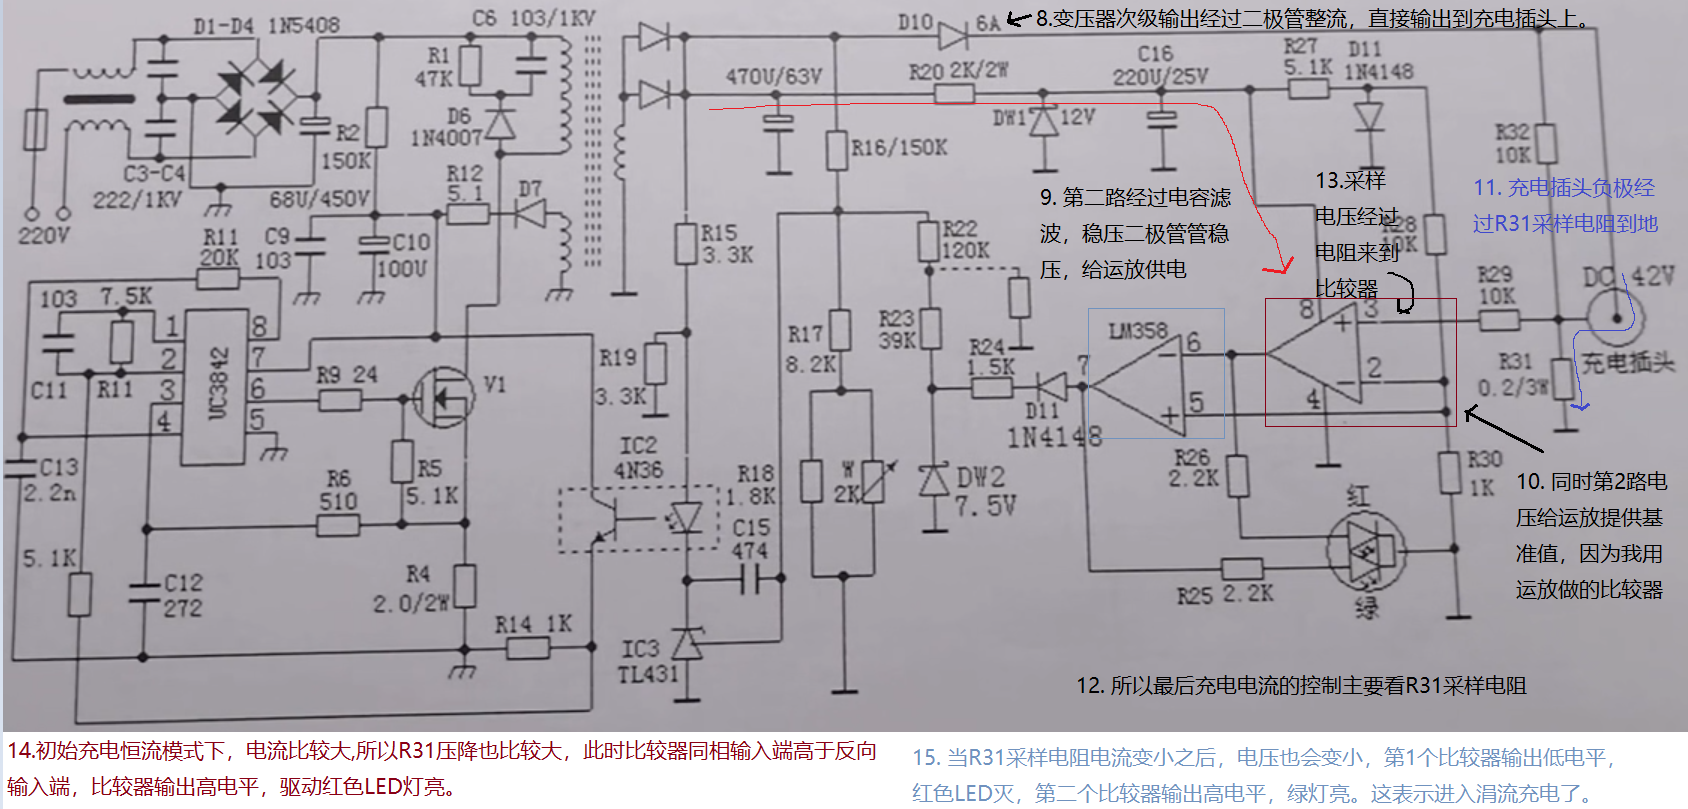 D1-D4 1N5408
C6 103/1KV
D10
6A
8.变压器次级输出经过二极管整流，直接输出到充电插头上。
R1
47K
470U/63V
R20 2K/2W
C16
220U/25V
R27
5.1K
D11
1N4148
D6
1N4007
DW1
12V
R2
150K
R16/150K
R32
10K
C3-C4
222/1KV
68U/450V
R12
5.1
D7
9. 第二路经过电容滤
波，稳压二极管管稳
压，给运放供电
13.采样
电压经过
电阻来到
比较器
11. 充电插头负极经
过R31采样电阻到地
220V
R11
20K
C9
103
C10
100U
R15
3.3K
R22
120K
R28
10K
R29
10K
DC 42V
103
7.5K
1
2
3
4
8
7
6
5
UC3842
C11
R11
R9 24
V1
R19
3.3K
R17
8.2K
R23
39K
R24
1.5K
D11
1N4148
LM358
7
6
5
8
3
2
4
R31
0.2/3W
充电插头
C13
2.2n
R6
510
R5
5.1K
IC2
4N36
R18
1.8K
W
2K
DW2
7.5V
R26
2.2K
红
绿
R30
1K
10. 同时第2路电
压给运放提供基
准值，因为我用
运放做的比较器
C15
474
5.1K
C12
272
R4
2.0/2W
R14 1K
IC3
TL431
R25 2.2K
12. 所以最后充电电流的控制主要看R31采样电阻
14.初始充电恒流模式下，电流比较大,所以R31压降也比较大，此时比较器同相输入端高于反向
输入端，比较器输出高电平，驱动红色LED灯亮。
15. 当R31采样电阻电流变小之后，电压也会变小，第1个比较器输出低电平，
红色LED灭，第二个比较器输出高电平，绿灯亮。这表示进入涓流充电了。